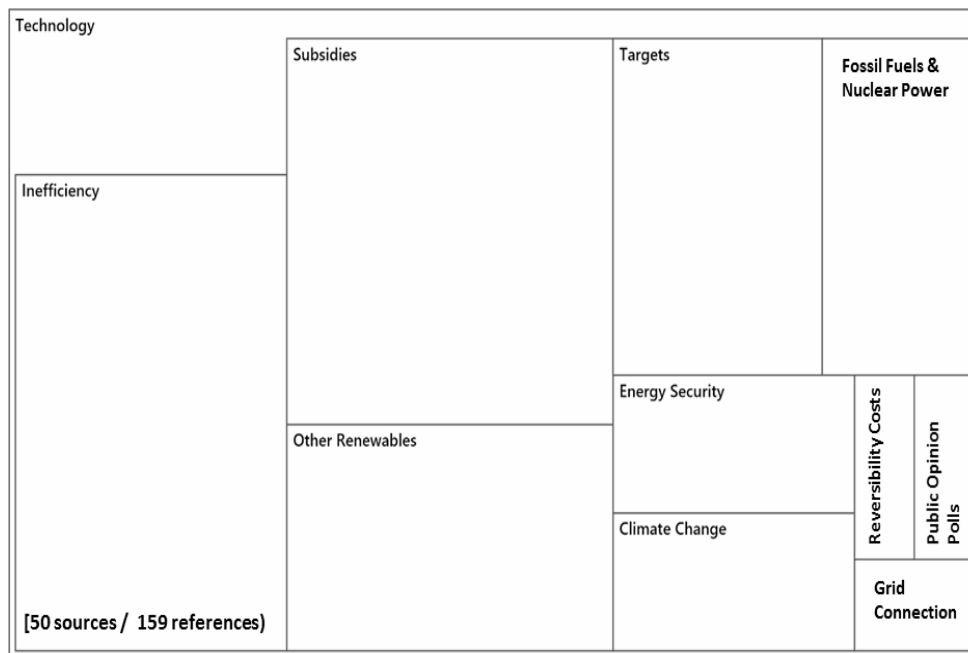 Technology
Subsidies
Targets
Fossil Fuels &
Nuclear Power
Inefficiency
Energy Security
Reversibility Costs
Public Opinion
Polls
Other Renewables
Climate Change
Grid
Connection
[50 sources / 159 references)